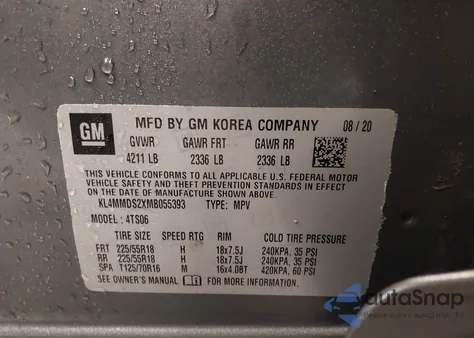 GM
MFD BY GM KOREA COMPANY 08/20
GVWR GAWR FRT GAWR RR
4211 LB 2336 LB 2336 LB
THIS VEHICLE CONFORMS TO ALL APPLICABLE U.S. FEDERAL MOTOR
VEHICLE SAFETY, BUMPER, AND THEFT PREVENTION STANDARDS IN EFFECT
ON THE DATE OF MANUFACTURE SHOWN ABOVE.
KL4MMDS2XMB055393 TYPE: MPV
MODEL: 4TS06
TIRE SIZE SPEED RTG RIM COLD TIRE PRESSURE
FRT 225/55R18 H 18x7.5J 240KPA, 35 PSI
RR 225/55R18 H 18x7.5J 240KPA, 35 PSI
SPA T125/70R16 M 16x4.0BT 420KPA, 60 PSI
SEE OWNER'S MANUAL FOR MORE INFORMATION.
autaSnap